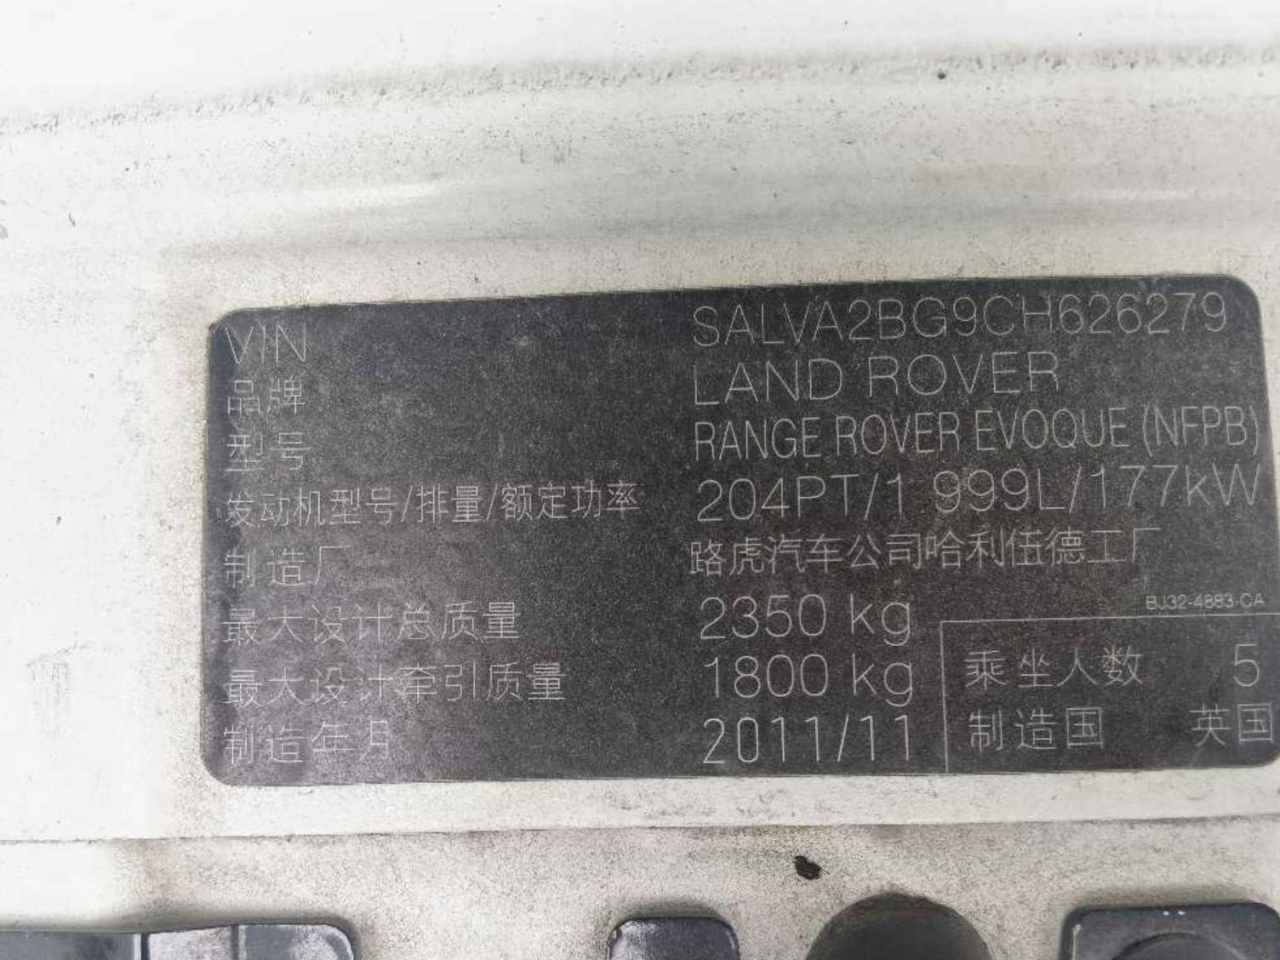 VIN SALVA2BG9CH626279
品牌 LAND ROVER
型号 RANGE ROVER EVOQUE (NFPB)
发动机型号/排量/额定功率 204PT/1 999L/177kW
制造厂 路虎汽车公司哈利伍德工厂
BJ32-4883-CA
最大设计总质量 2350 kg
最大设计牵引质量 1800 kg
制造年月 2011/11
乘坐人数 5
制造国 英国